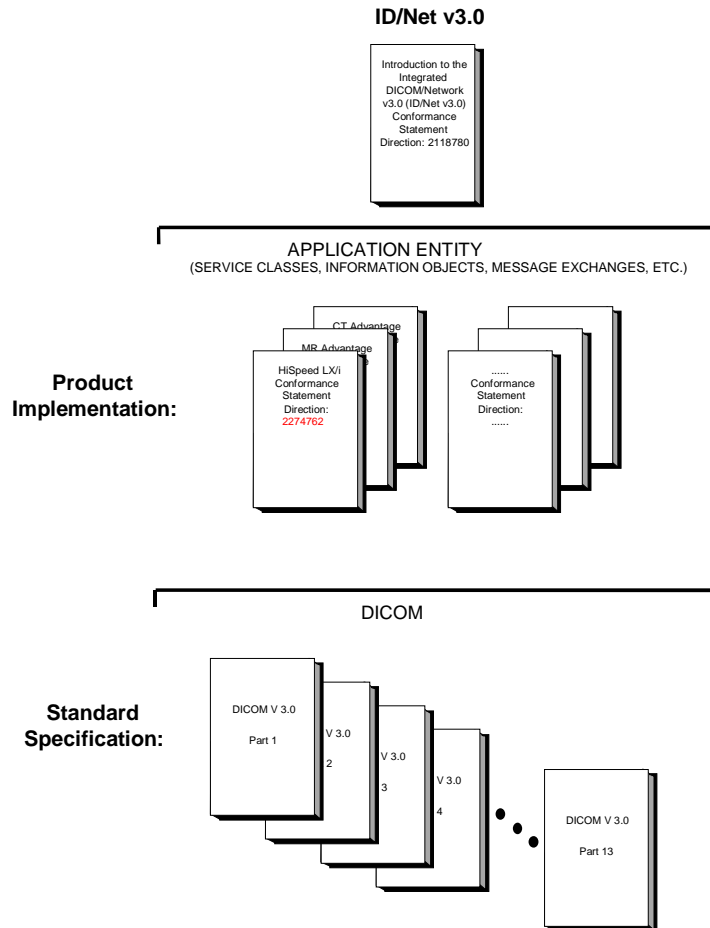 ID/Net v3.0
Introduction to the
Integrated
DICOM/Network
v3.0 (ID/Net v3.0)
Conformance
Statement
Direction: 2118780
APPLICATION ENTITY
(SERVICE CLASSES, INFORMATION OBJECTS, MESSAGE EXCHANGES, ETC.)
Product
Implementation:
CT Advantage
MR Advantage
HiSpeed LX/i
Conformance
Statement
Direction:
2274762
......
Conformance
Statement
Direction:
......
DICOM
Standard
Specification:
DICOM V 3.0
Part 1
V 3.0
2
V 3.0
3
V 3.0
4
DICOM V 3.0
Part 13